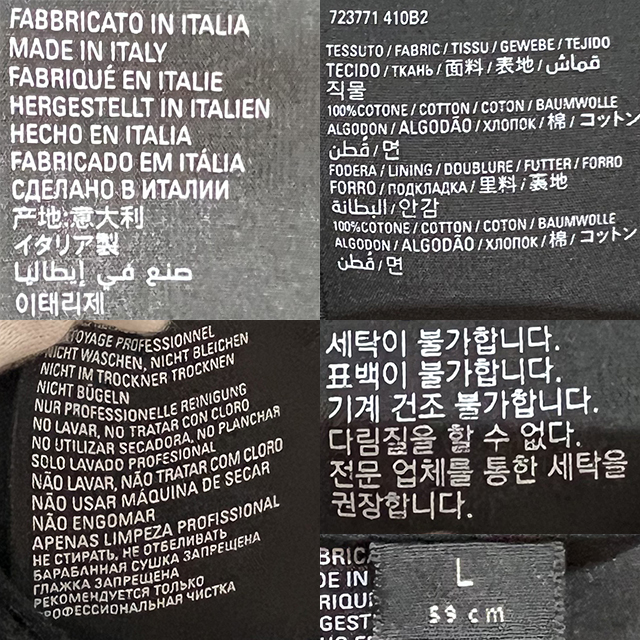 FABBRICATO IN ITALIA
MADE IN ITALY
FABRIQUÉ EN ITALIE
HERGESTELLT IN ITALIEN
HECHO EN ITALIA
FABRICADO EM ITÁLIA
СДЕЛАНО В ИТАЛИИ
产地:意大利
イタリア製
صنع في إيطاليا
이태리제
723771 410B2
TESSUTO / FABRIC / TISSU / GEWEBE / TEJIDO
TECIDO / ТКАНЬ / 面料 / 表地 / قماش /
직물
100%COTONE / COTTON / COTON / BAUMWOLLE
ALGODON / ALGODÃO / ХЛОПОК / 棉 / コットン
قُطن / 면
FODERA / LINING / DOUBLURE / FUTTER / FORRO
FORRO / ПОДКЛАДКА / 里料 / 裏地
البطانة / 안감
100%COTONE / COTTON / COTON / BAUMWOLLE
ALGODON / ALGODÃO / ХЛОПОК / 棉 / コットン
قُطن / 면
PROFESSIONNEL
NICHT WASCHEN, NICHT BLEICHEN
NICHT IM TROCKNER TROCKNEN
NICHT BÜGELN
NUR PROFESSIONELLE REINIGUNG
NO LAVAR, NO TRATAR CON CLORO
NO UTILIZAR SECADORA, NO PLANCHAR
SOLO LAVADO PROFESIONAL
NÃO LAVAR, NÃO TRATAR COM CLORO
NÃO USAR MÁQUINA DE SECAR
NÃO ENGOMAR
APENAS LIMPEZA PROFISSIONAL
НЕ СТИРАТЬ, НЕ ОТБЕЛИВАТЬ
БАРАБАННАЯ СУШКА ЗАПРЕЩЕНА
ГЛАЖКА ЗАПРЕЩЕНА
РЕКОМЕНДУЕТСЯ ТОЛЬКО
РОФЕССИОНАЛЬНАЯ ЧИСТКА
세탁이 불가합니다.
표백이 불가합니다.
기계 건조 불가합니다.
다림질을 할 수 없다.
전문 업체를 통한 세탁을
권장합니다.
L
59 cm